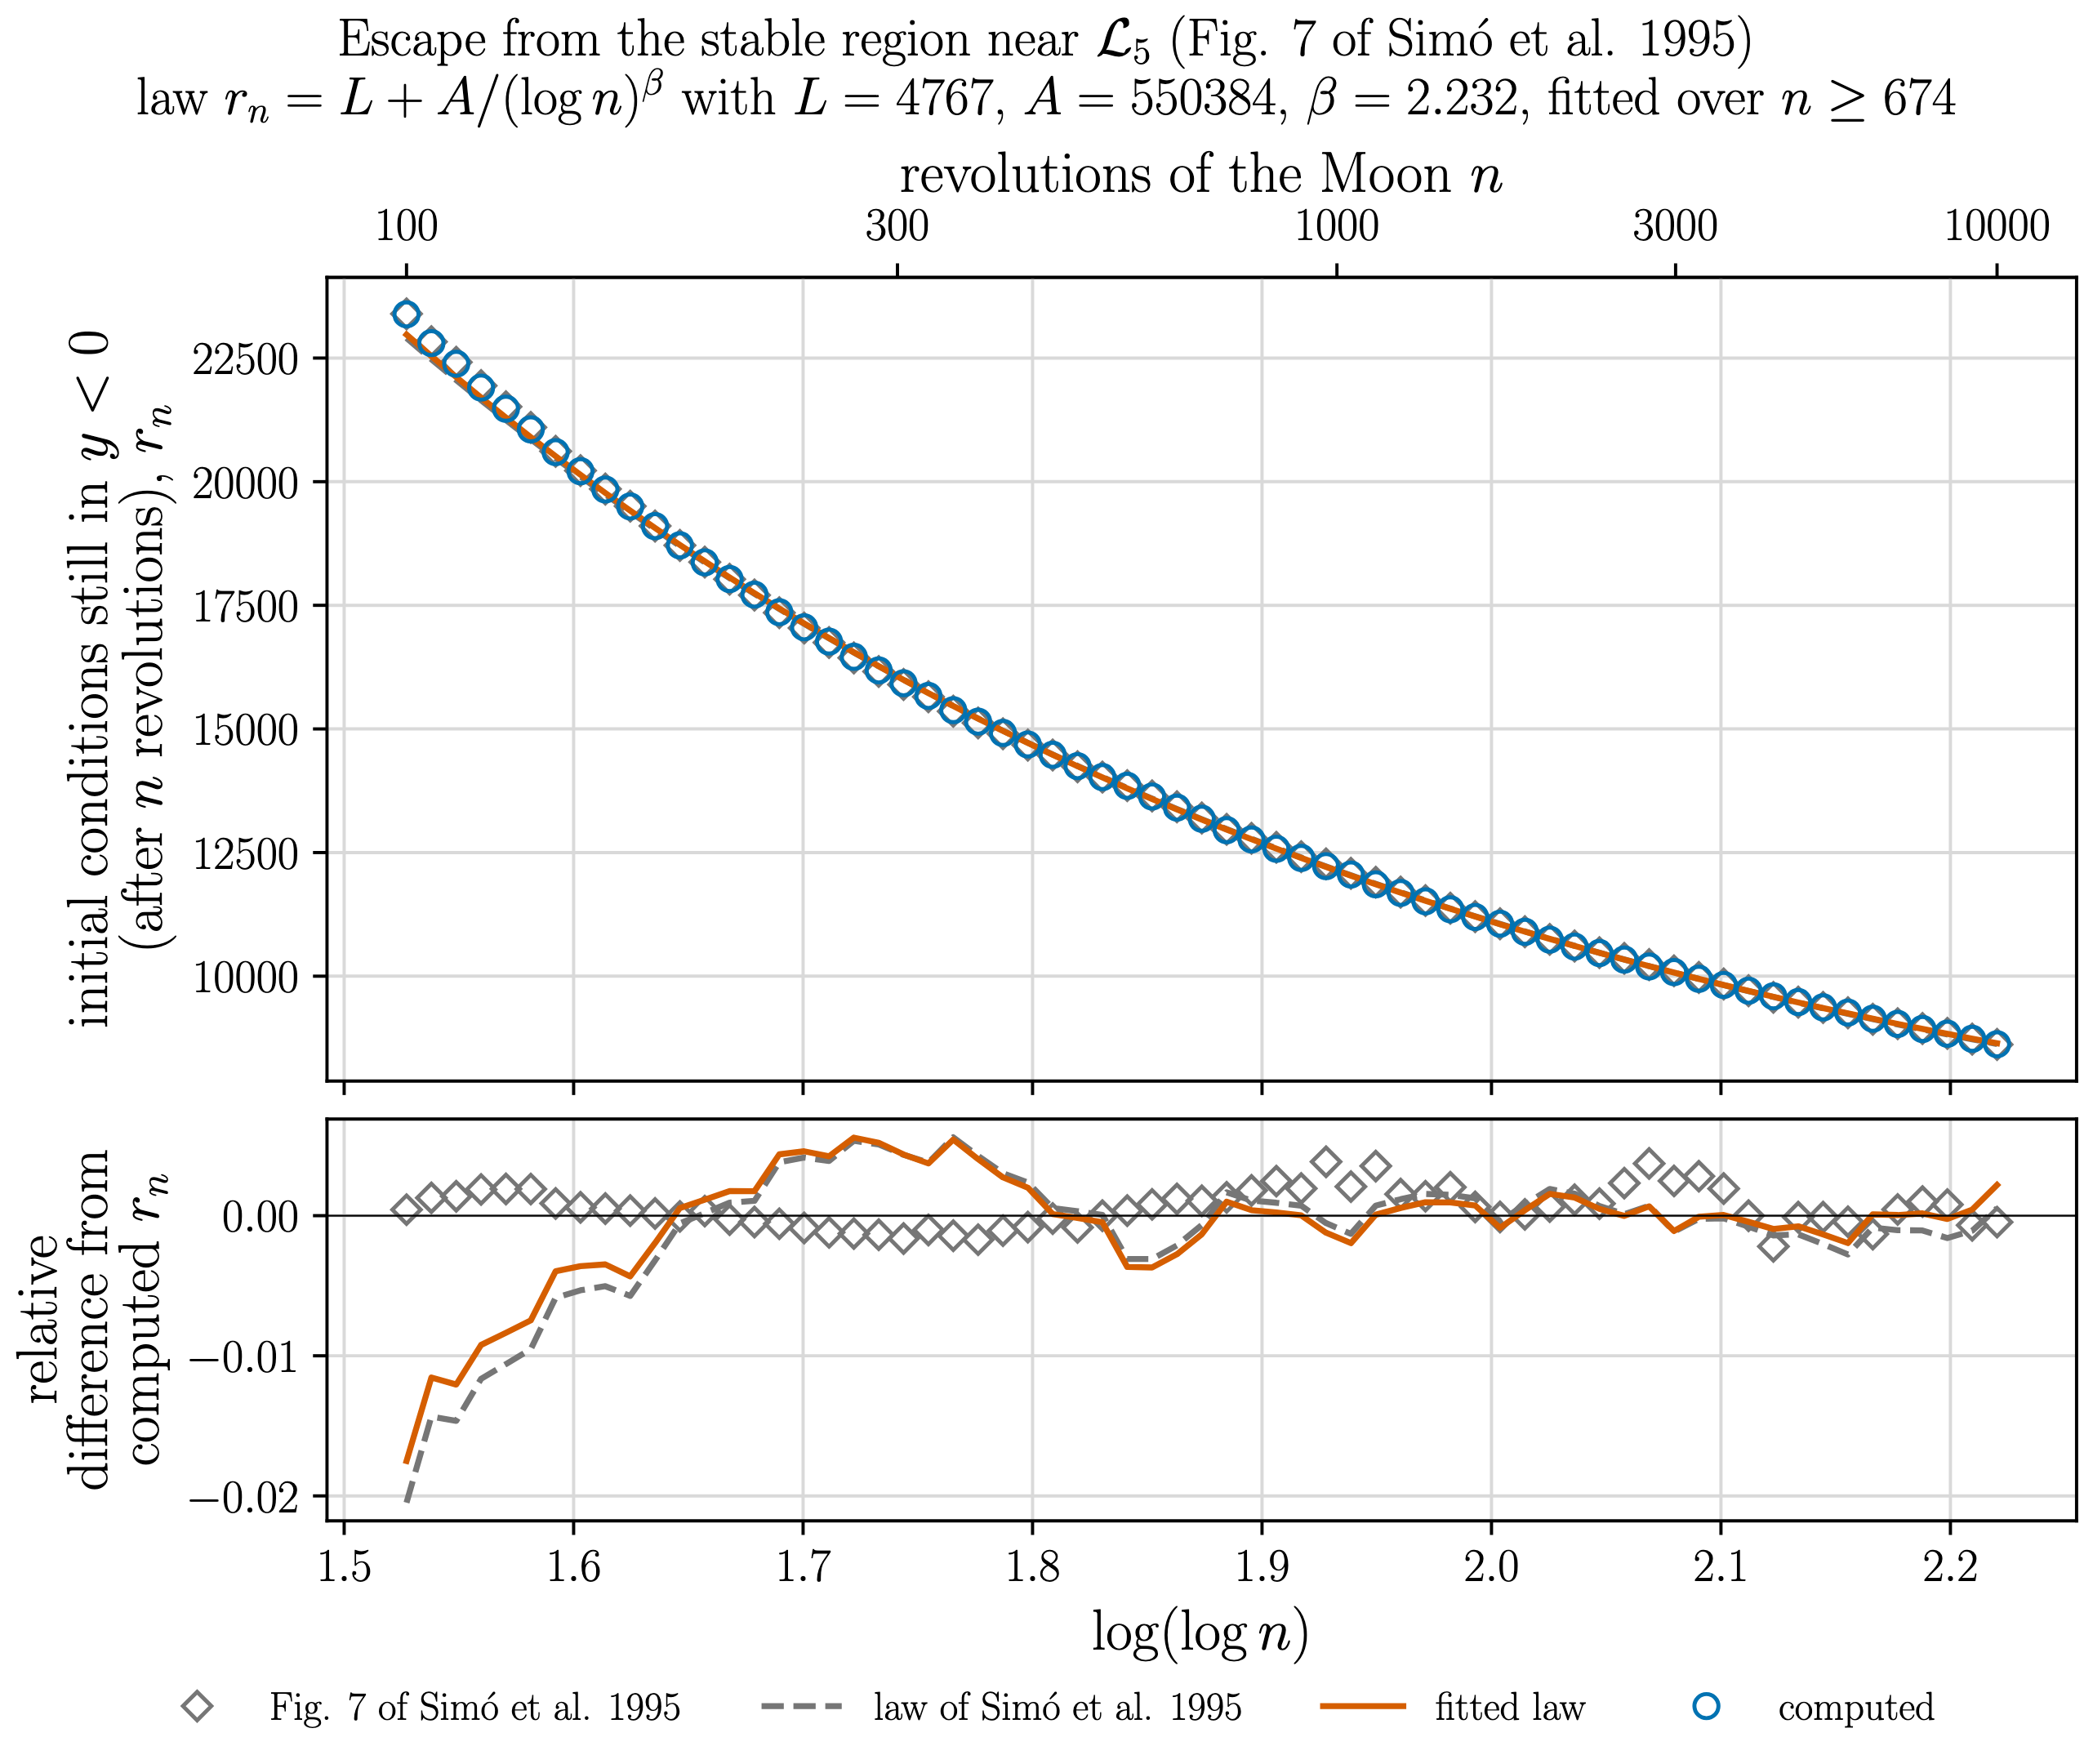 Escape from the stable region near 𝓛₅ (Fig. 7 of Simó et al. 1995)
law rₙ = L + A/(log n)^β with L = 4767, A = 550384, β = 2.232, fitted over n ≥ 674
revolutions of the Moon n
100 300 1000 3000 10000
initial conditions still in y < 0
(after n revolutions), rₙ
22500
20000
17500
15000
12500
10000
relative
difference from
computed rₙ
0.00
−0.01
−0.02
1.5 1.6 1.7 1.8 1.9 2.0 2.1 2.2
log(log n)
Fig. 7 of Simó et al. 1995 law of Simó et al. 1995 fitted law computed